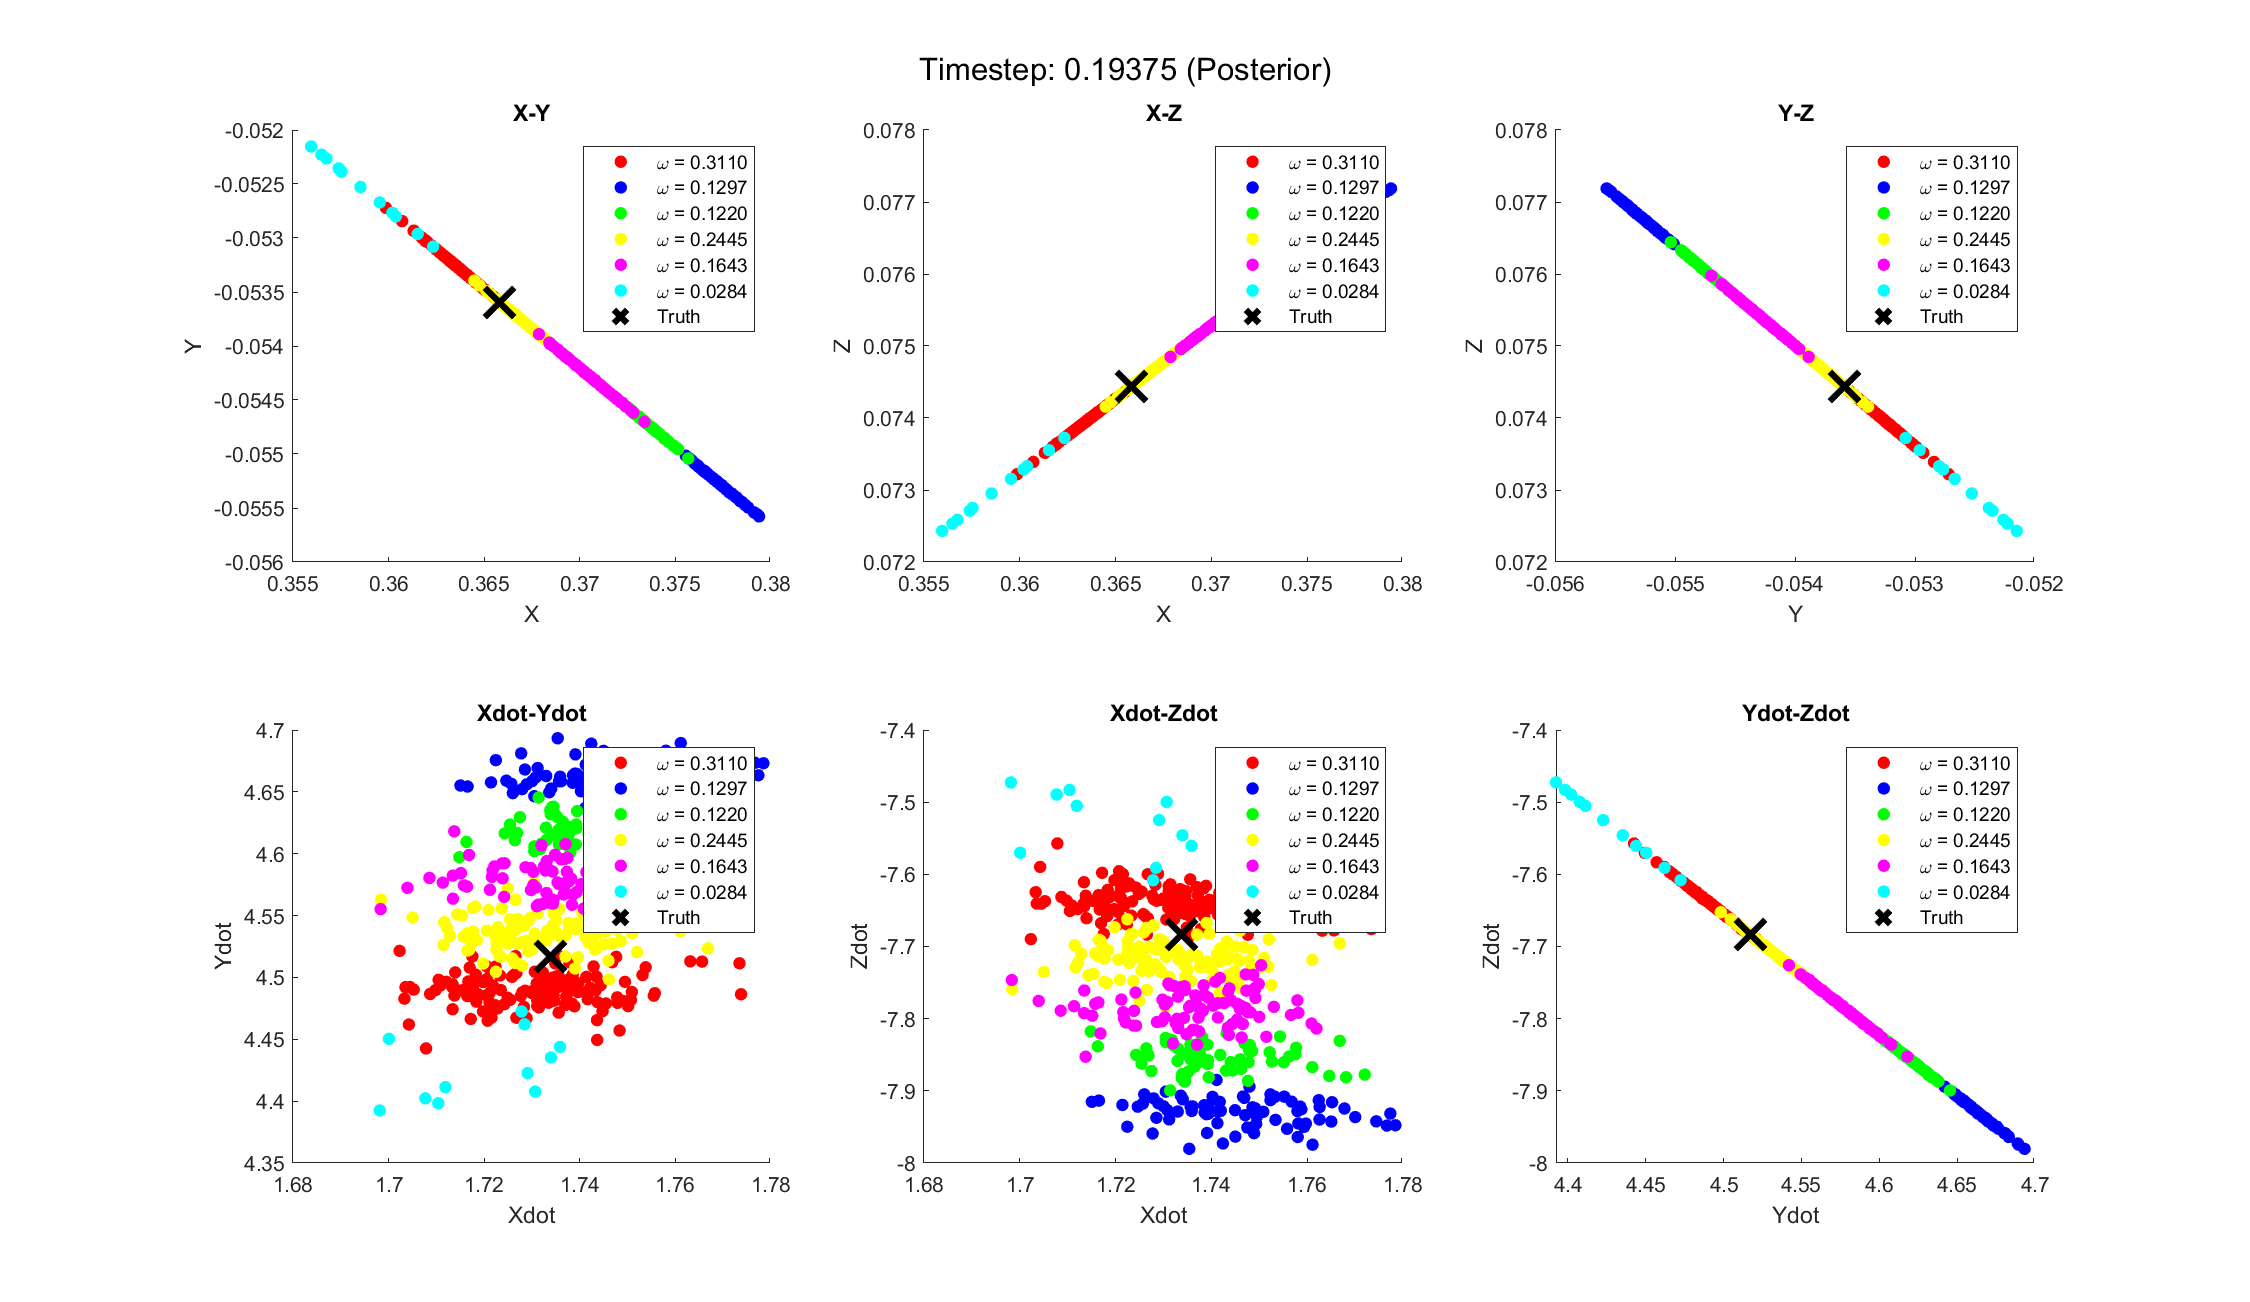 Timestep: 0.19375 (Posterior)
X-Y
-0.052
-0.0525
-0.053
-0.0535
-0.054
-0.0545
-0.055
-0.0555
-0.056
Y
0.355 0.36 0.365 0.37 0.375 0.38
X
ω = 0.3110
ω = 0.1297
ω = 0.1220
ω = 0.2445
ω = 0.1643
ω = 0.0284
Truth
X-Z
0.078
0.077
0.076
0.075
0.074
0.073
0.072
Z
0.355 0.36 0.365 0.37 0.375 0.38
X
ω = 0.3110
ω = 0.1297
ω = 0.1220
ω = 0.2445
ω = 0.1643
ω = 0.0284
Truth
Y-Z
0.078
0.077
0.076
0.075
0.074
0.073
0.072
Z
-0.056 -0.055 -0.054 -0.053 -0.052
Y
ω = 0.3110
ω = 0.1297
ω = 0.1220
ω = 0.2445
ω = 0.1643
ω = 0.0284
Truth
Xdot-Ydot
4.7
4.65
4.6
4.55
4.5
4.45
4.4
4.35
Ydot
1.68 1.7 1.72 1.74 1.76 1.78
Xdot
ω = 0.3110
ω = 0.1297
ω = 0.1220
ω = 0.2445
ω = 0.1643
ω = 0.0284
Truth
Xdot-Zdot
-7.4
-7.5
-7.6
-7.7
-7.8
-7.9
-8
Zdot
1.68 1.7 1.72 1.74 1.76 1.78
Xdot
ω = 0.3110
ω = 0.1297
ω = 0.1220
ω = 0.2445
ω = 0.1643
ω = 0.0284
Truth
Ydot-Zdot
-7.4
-7.5
-7.6
-7.7
-7.8
-7.9
-8
Zdot
4.4 4.45 4.5 4.55 4.6 4.65 4.7
Ydot
ω = 0.3110
ω = 0.1297
ω = 0.1220
ω = 0.2445
ω = 0.1643
ω = 0.0284
Truth